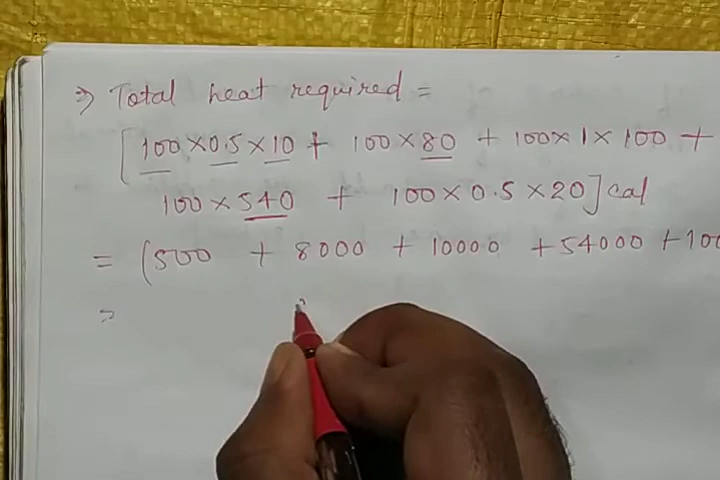 ⇒ Total heat required =
[100×0.5×10 + 100×80 + 100×1×100 +
100×540 + 100×0.5×20] cal
= (500 + 8000 + 10000 + 54000 + 100
=